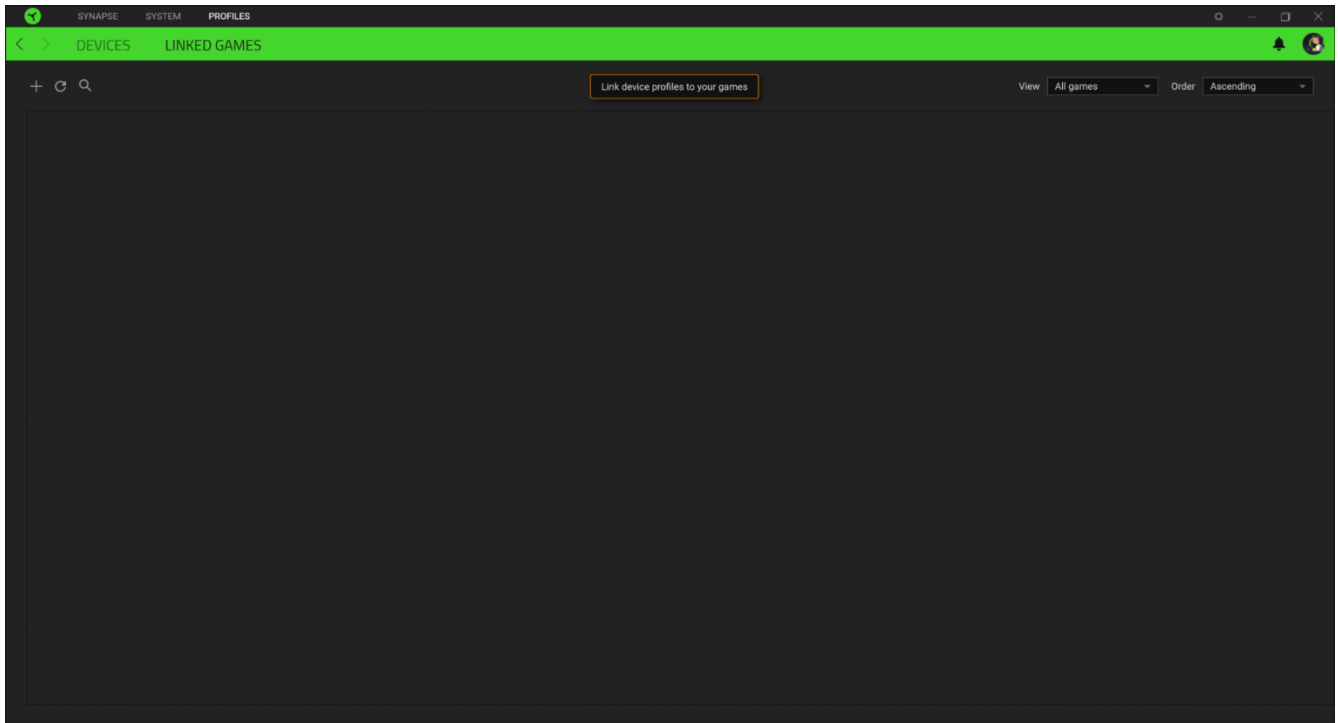 SYNAPSE SYSTEM PROFILES
DEVICES LINKED GAMES
Link device profiles to your games View All games Order Ascending